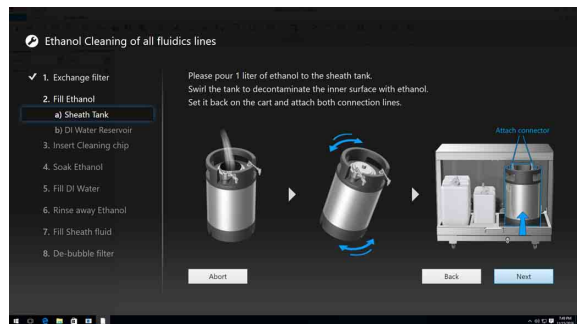 Ethanol Cleaning of all fluidics lines
1. Exchange filter
2. Fill Ethanol
a) Sheath Tank
b) DI Water Reservoir
3. Insert Cleaning chip
4. Soak Ethanol
5. Fill DI Water
6. Rinse away Ethanol
7. Fill Sheath fluid
8. De-bubble filter
Please pour 1 liter of ethanol to the sheath tank.
Swirl the tank to decontaminate the inner surface with ethanol.
Set it back on the cart and attach both connection lines.
Attach connector
Abort
Back
Next